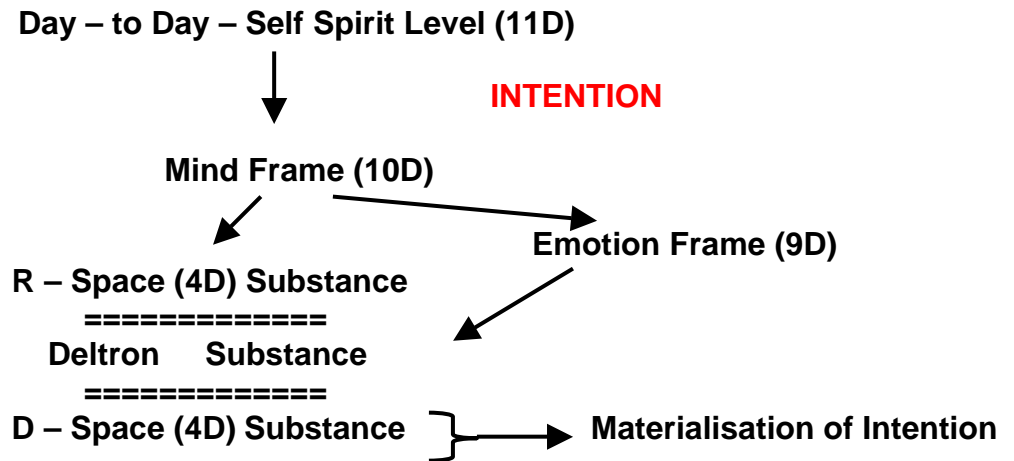 Day – to Day – Self Spirit Level (11D)
INTENTION
Mind Frame (10D)
Emotion Frame (9D)
R – Space (4D) Substance
=============
Deltron Substance
=============
D – Space (4D) Substance
Materialisation of Intention